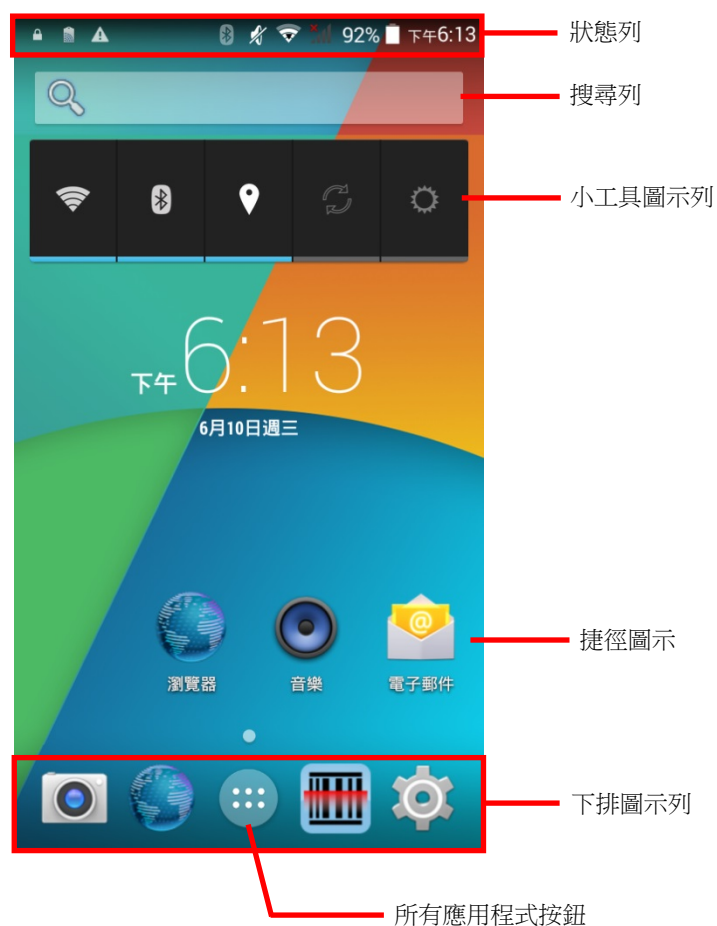 92% 下午6:13
狀態列
搜尋列
小工具圖示列
下午6:13
6月10日週三
瀏覽器
音樂
電子郵件
捷徑圖示
下排圖示列
所有應用程式按鈕